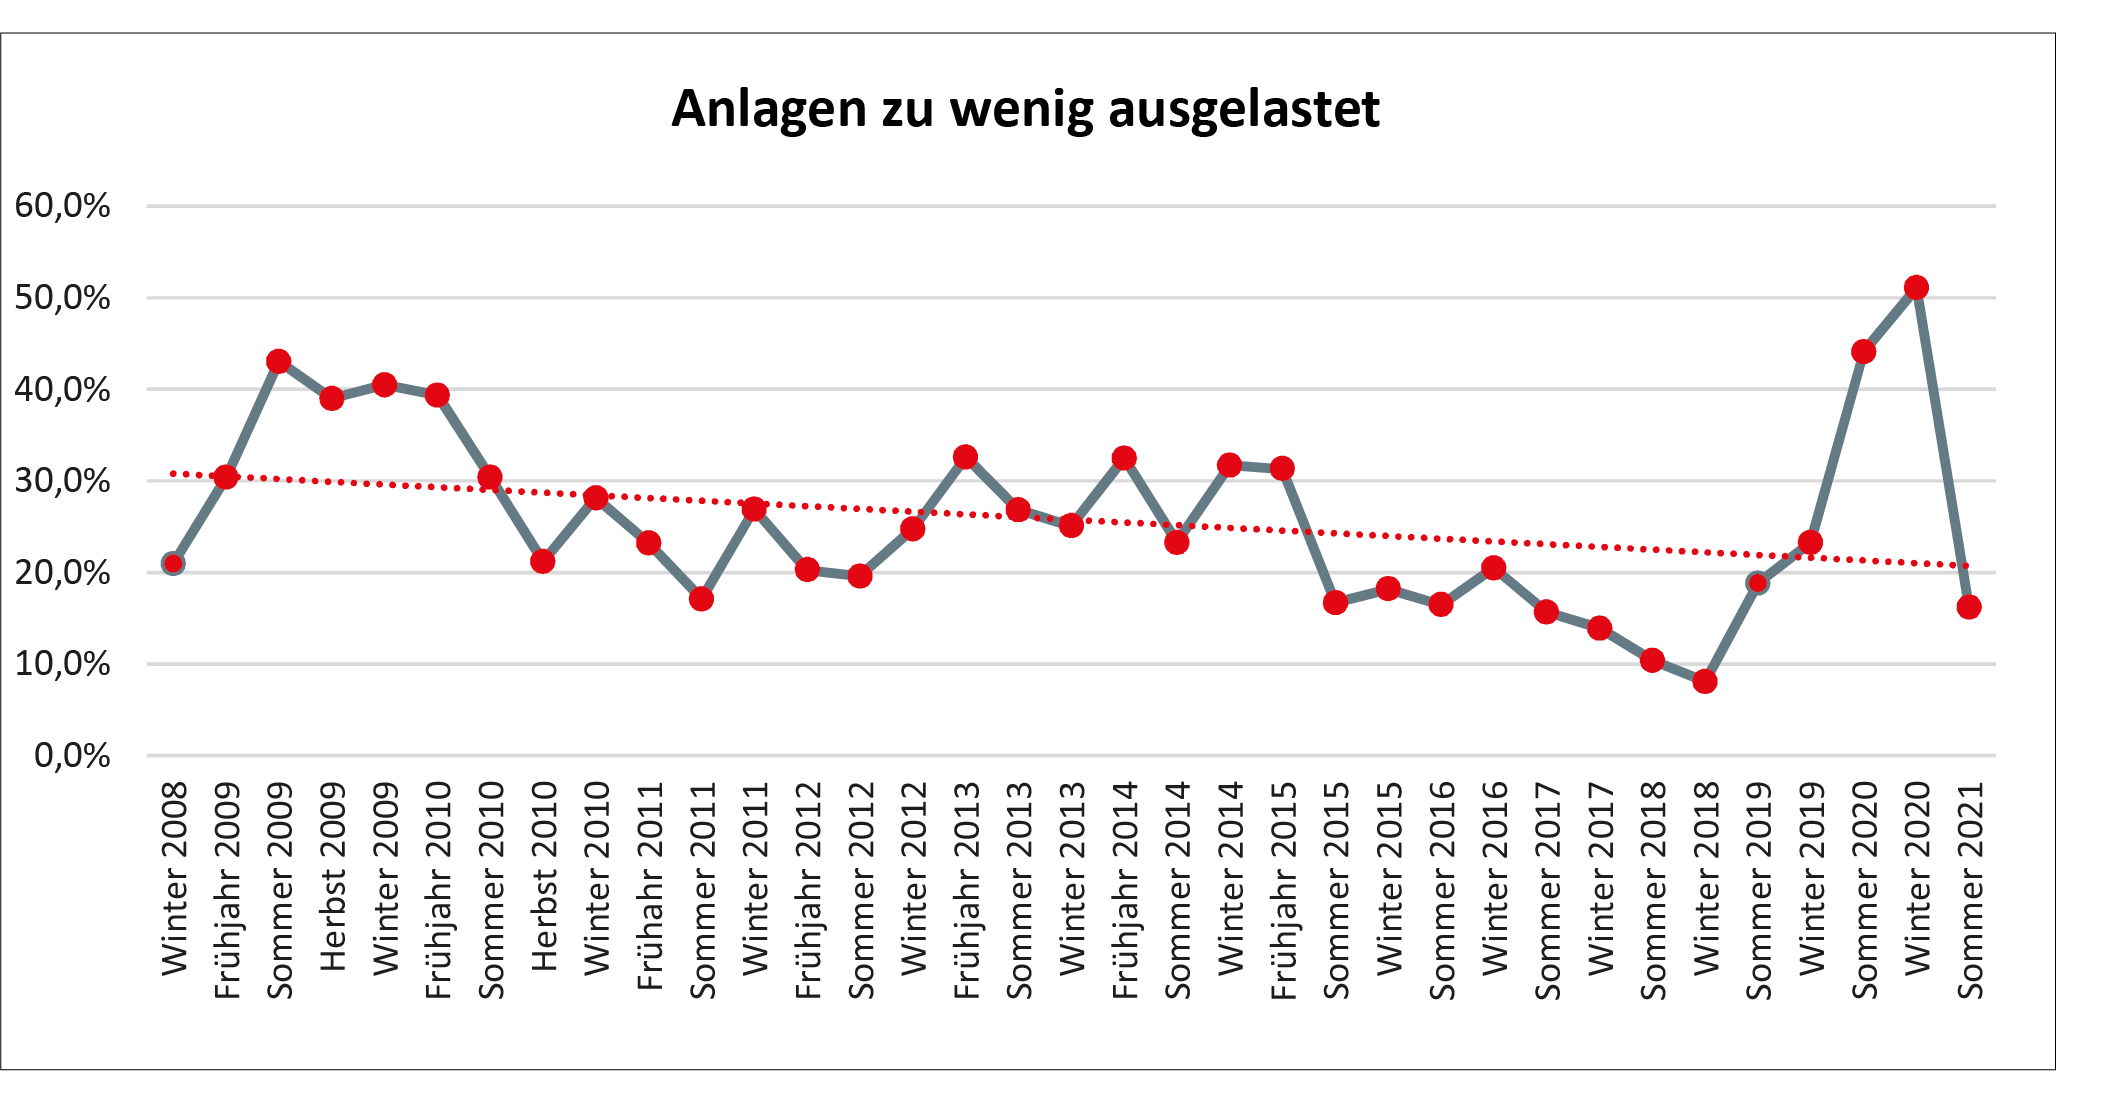 Anlagen zu wenig ausgelastet
60,0%
50,0%
40,0%
30,0%
20,0%
10,0%
0,0%
Winter 2008
Frühjahr 2009
Sommer 2009
Herbst 2009
Winter 2009
Frühjahr 2010
Sommer 2010
Herbst 2010
Winter 2010
Frühahr 2011
Sommer 2011
Winter 2011
Frühjahr 2012
Sommer 2012
Winter 2012
Frühjahr 2013
Sommer 2013
Winter 2013
Frühjahr 2014
Sommer 2014
Winter 2014
Frühjahr 2015
Sommer 2015
Winter 2015
Sommer 2016
Winter 2016
Sommer 2017
Winter 2017
Sommer 2018
Winter 2018
Sommer 2019
Winter 2019
Sommer 2020
Winter 2020
Sommer 2021